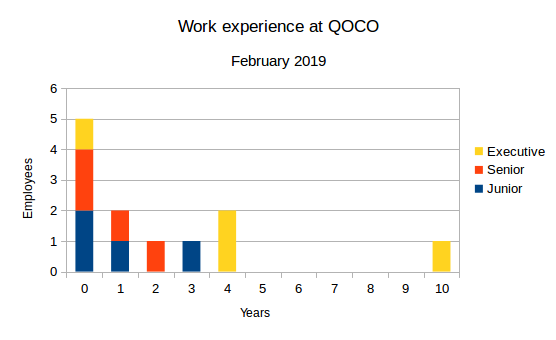 Work experience at QOCO
February 2019
6
5
4
3
2
1
0
Employees
0 1 2 3 4 5 6 7 8 9 10
Years
Executive
Senior
Junior